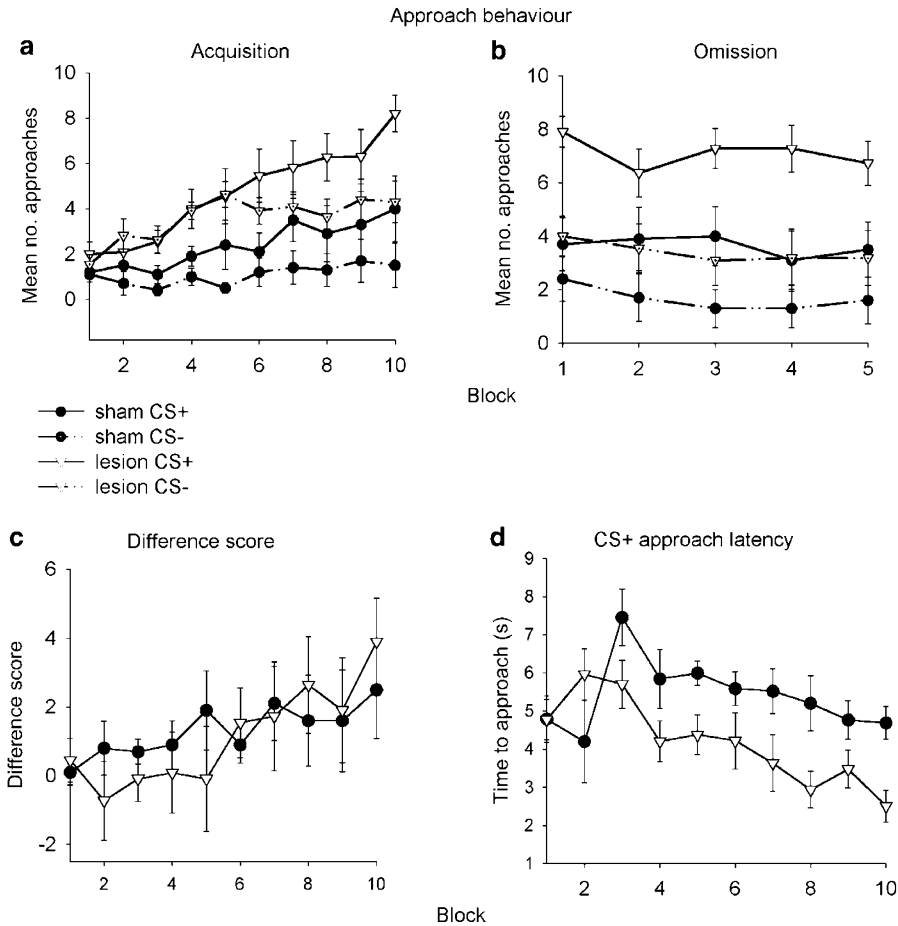 Approach behaviour
a
Acquisition
Mean no. approaches
10
8
6
4
2
0
2 4 6 8 10
b
Omission
Mean no. approaches
10
8
6
4
2
0
1 2 3 4 5
Block
sham CS+
sham CS-
lesion CS+
lesion CS-
c
Difference score
Difference score
6
4
2
0
-2
2 4 6 8 10
d
CS+ approach latency
Time to approach (s)
9
8
7
6
5
4
3
2
1
2 4 6 8 10
Block